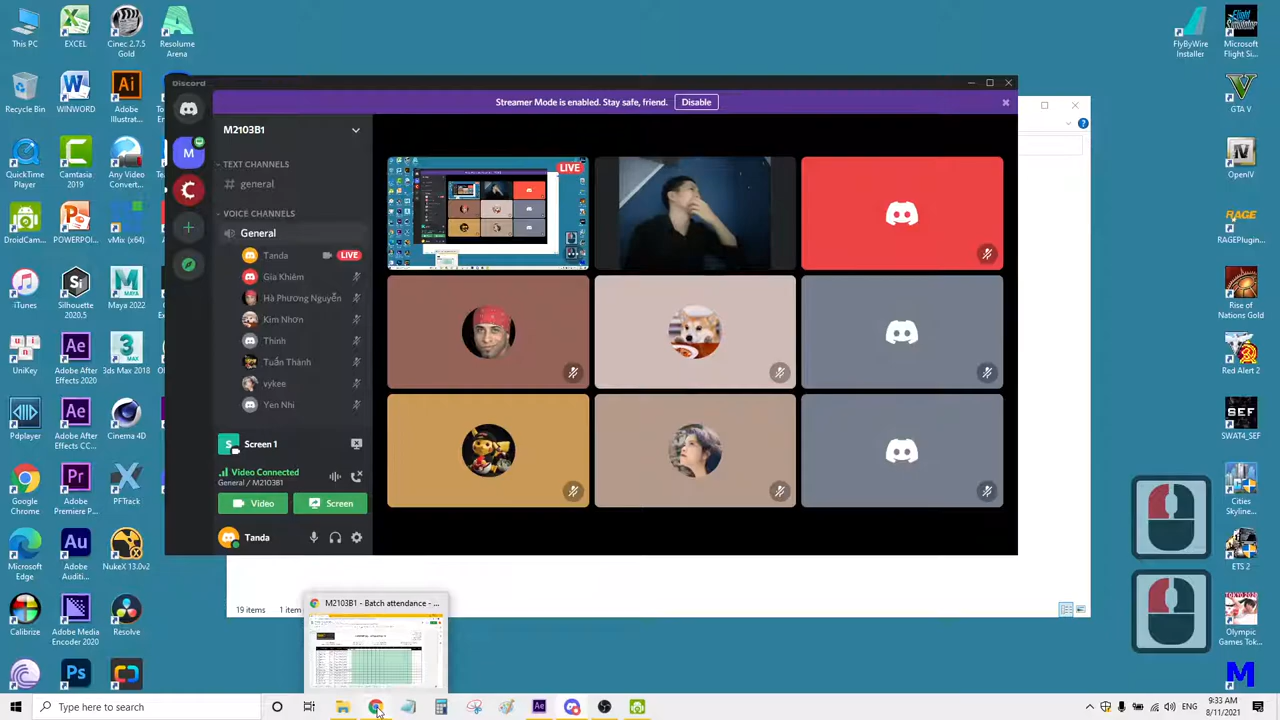 This PC
EXCEL
Cinec 2.7.5
Gold
Resolume
Arena
Recycle Bin
WINWORD
Adobe
Illustrat...
QuickTime
Player
Camtasia
2019
Any Video
Convert...
DroidCam...
POWERPO...
vMix (x64)
iTunes
Silhouette
2020.5
Maya 2022
UniKey
Adobe After
Effects 2020
3ds Max 2018
Pdplayer
Adobe After
Effects CC...
Cinema 4D
Google
Chrome
Adobe
Premiere P...
PFTrack
Microsoft
Edge
Adobe
Auditi...
NukeX 13.0v2
Calibrize
Adobe Media
Encoder 2020
Resolve
Discord
Streamer Mode is enabled. Stay safe, friend.
Disable
M2103B1
M
TEXT CHANNELS
general
VOICE CHANNELS
General
Tanda
LIVE
Gia Khiêm
Hà Phương Nguyễn
Kim Nhơn
Thinh
Tuấn Thành
vykee
Yen Nhi
S
Screen 1
Video Connected
General / M2103B1
Video
Screen
Tanda
LIVE
19 items
1 item
M2103B1 - Batch attendance - ...
FlyByWire
Installer
Microsoft
Flight Si...
GTA V
OpenIV
RAGE
RAGEPlugin...
Rise of
Nations Gold
Red Alert 2
SEF
SWAT4_SEF
Cities
Skyline...
ETS 2
Olympic
Games Tok...
Type here to search
ENG
9:33 AM
8/11/2021